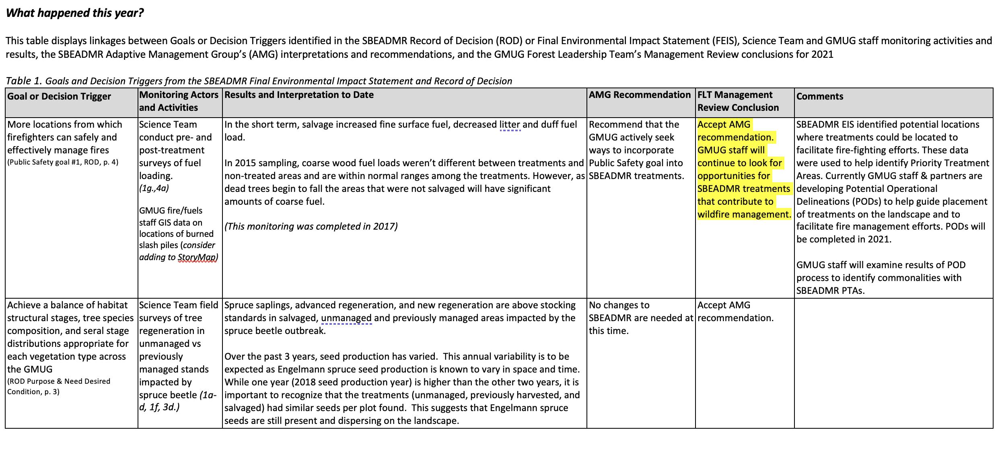 What happened this year?
This table displays linkages between Goals or Decision Triggers identified in the SBEADMR Record of Decision (ROD) or Final Environmental Impact Statement (FEIS), Science Team and GMUG staff monitoring activities and
results, the SBEADMR Adaptive Management Group’s (AMG) interpretations and recommendations, and the GMUG Forest Leadership Team’s Management Review conclusions for 2021
Table 1. Goals and Decision Triggers from the SBEADMR Final Environmental Impact Statement and Record of Decision
Goal or Decision Trigger
Monitoring Actors
and Activities
Results and Interpretation to Date
AMG Recommendation
FLT Management
Review Conclusion
Comments
More locations from which
firefighters can safely and
effectively manage fires
(Public Safety goal #1, ROD, p. 4)
Science Team
conduct pre- and
post-treatment
surveys of fuel
loading.
(1g.,4a)
GMUG fire/fuels
staff GIS data on
locations of burned
slash piles (consider
adding to StoryMap)
In the short term, salvage increased fine surface fuel, decreased litter and duff fuel
load.
In 2015 sampling, coarse wood fuel loads weren’t different between treatments and
non-treated areas and are within normal ranges among the treatments. However, as
dead trees begin to fall the areas that were not salvaged will have significant
amounts of coarse fuel.
(This monitoring was completed in 2017)
Recommend that the
GMUG actively seek
ways to incorporate
Public Safety goal into
SBEADMR treatments.
Accept AMG
recommendation.
GMUG staff will
continue to look for
opportunities for
SBEADMR treatments
that contribute to
wildfire management.
SBEADMR EIS identified potential locations
where treatments could be located to
facilitate fire-fighting efforts. These data
were used to help identify Priority Treatment
Areas. Currently GMUG staff & partners are
developing Potential Operational
Delineations (PODs) to help guide placement
of treatments on the landscape and to
facilitate fire management efforts. PODs will
be completed in 2021.
GMUG staff will examine results of POD
process to identify commonalities with
SBEADMR PTAs.
Achieve a balance of habitat
structural stages, tree species
composition, and seral stage
distributions appropriate for
each vegetation type across
the GMUG
(ROD Purpose & Need Desired
Condition, p. 3)
Science Team field
surveys of tree
regeneration in
unmanaged vs
previously
managed stands
impacted by
spruce beetle (1a-
d, 1f, 3d.)
Spruce saplings, advanced regeneration, and new regeneration are above stocking
standards in salvaged, unmanaged and previously managed areas impacted by the
spruce beetle outbreak.
Over the past 3 years, seed production has varied.  This annual variability is to be
expected as Engelmann spruce seed production is known to vary in space and time.
While one year (2018 seed production year) is higher than the other two years, it is
important to recognize that the treatments (unmanaged, previously harvested, and
salvaged) had similar seeds per plot found.  This suggests that Engelmann spruce
seeds are still present and dispersing on the landscape.
No changes to
SBEADMR are needed at
this time.
Accept AMG
recommendation.